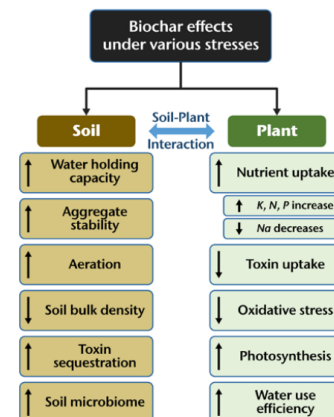 Biochar effects
under various stresses
Soil-Plant
Interaction
Soil
Plant
Water holding
capacity
Aggregate
stability
Aeration
Soil bulk density
Toxin
sequestration
Soil microbiome
Nutrient uptake
K, N, P increase
Na decreases
Toxin uptake
Oxidative stress
Photosynthesis
Water use
efficiency